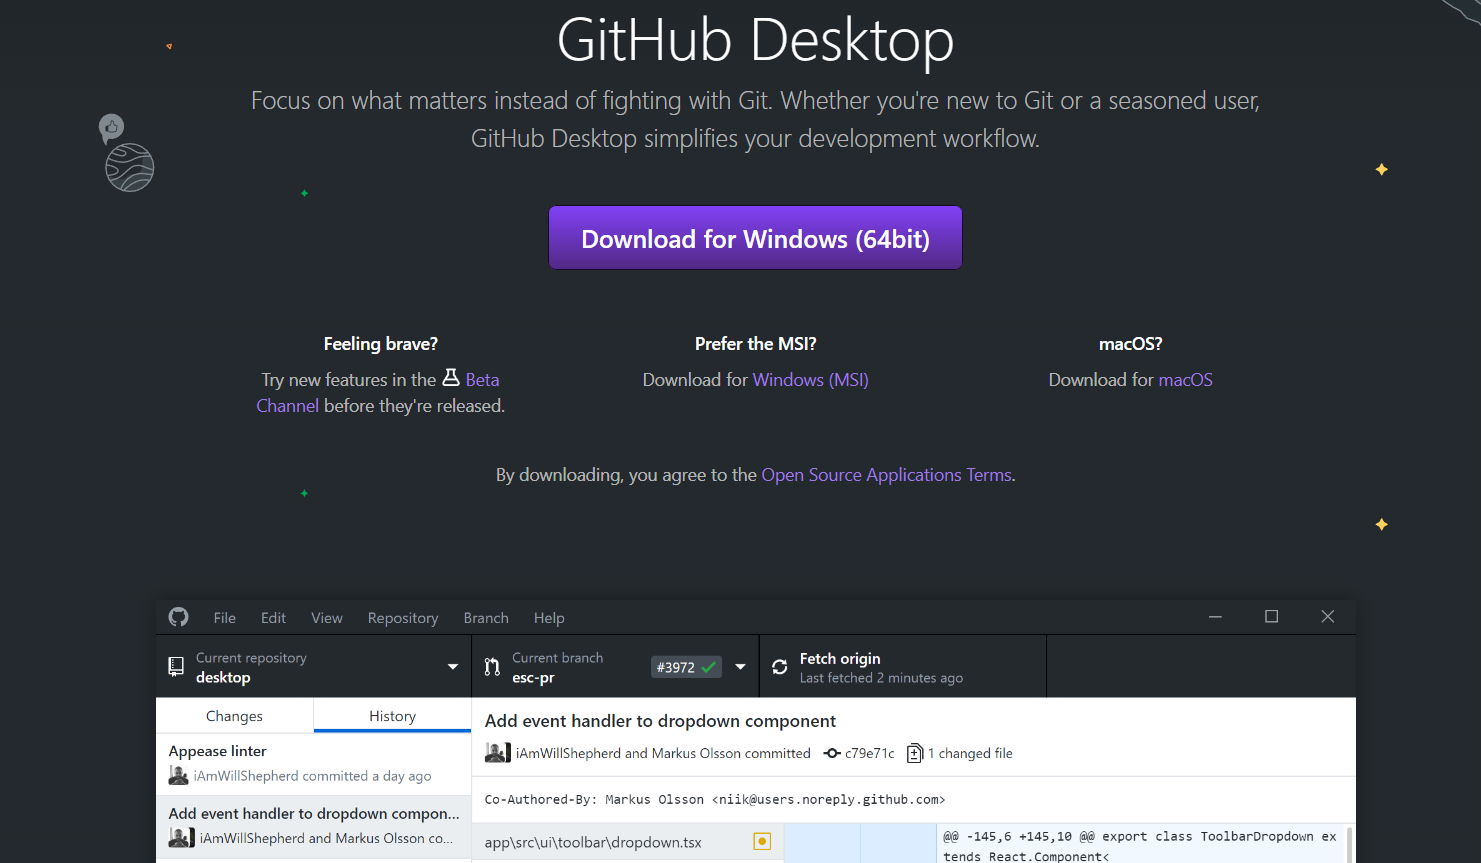 GitHub Desktop
Focus on what matters instead of fighting with Git. Whether you're new to Git or a seasoned user,
GitHub Desktop simplifies your development workflow.
Download for Windows (64bit)
Feeling brave?
Try new features in the Beta
Channel before they're released.
Prefer the MSI?
Download for Windows (MSI)
macOS?
Download for macOS
By downloading, you agree to the Open Source Applications Terms.
File Edit View Repository Branch Help
Current repository
desktop
Current branch
esc-pr
#3972
Fetch origin
Last fetched 2 minutes ago
Changes
History
Appease linter
iAmWillShepherd committed a day ago
Add event handler to dropdown compon...
iAmWillShepherd and Markus Olsson co...
Add event handler to dropdown component
iAmWillShepherd and Markus Olsson committed c79e71c 1 changed file
Co-Authored-By: Markus Olsson <niik@users.noreply.github.com>
app\src\ui\toolbar\dropdown.tsx
@@ -145,6 +145,10 @@ export class ToolbarDropdown ex
tends React.Component<